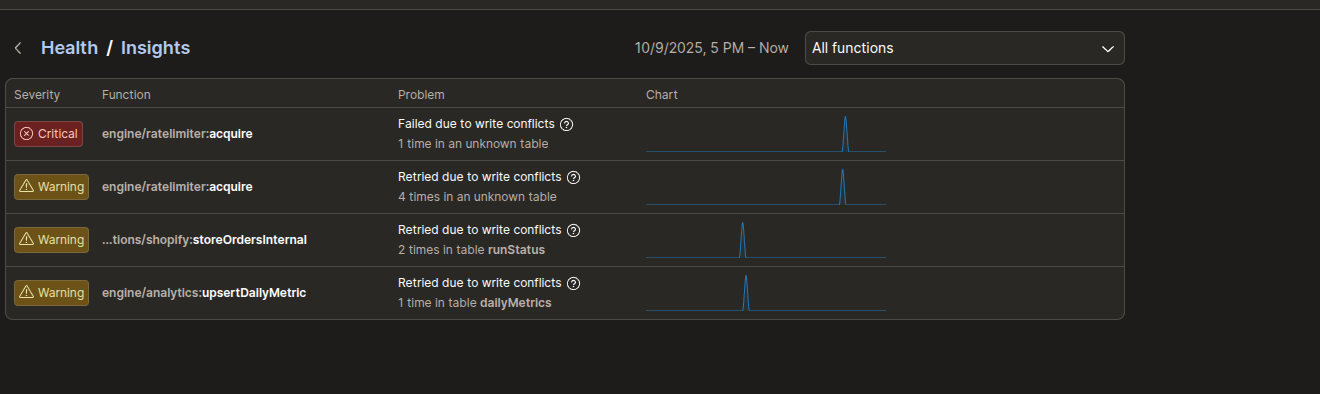 Health / Insights
10/9/2025, 5 PM – Now
All functions
Severity Function Problem Chart
Critical engine/ratelimiter:acquire Failed due to write conflicts
1 time in an unknown table
Warning engine/ratelimiter:acquire Retried due to write conflicts
4 times in an unknown table
Warning ...tions/shopify:storeOrdersInternal Retried due to write conflicts
2 times in table runStatus
Warning engine/analytics:upsertDailyMetric Retried due to write conflicts
1 time in table dailyMetrics